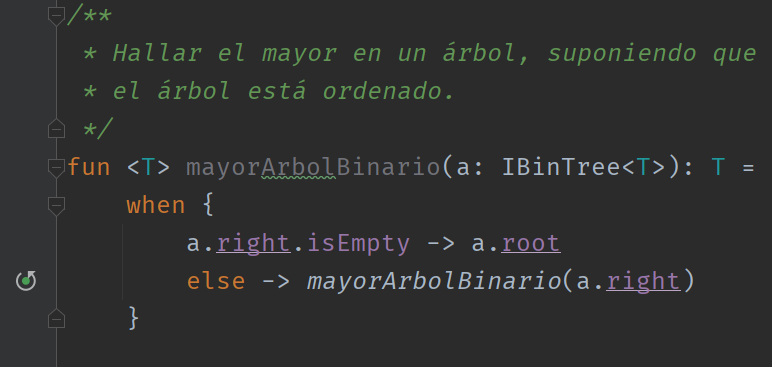 /**
 * Hallar el mayor en un árbol, suponiendo que
 * el árbol está ordenado.
 */
fun <T> mayorArbolBinario(a: IBinTree<T>): T =
    when {
        a.right.isEmpty -> a.root
        else -> mayorArbolBinario(a.right)
    }